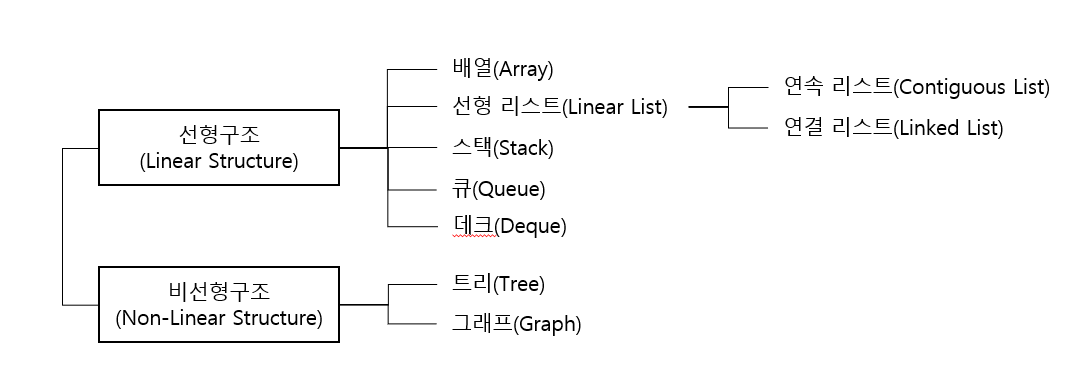 배열(Array)
선형 리스트(Linear List)
연속 리스트(Contiguous List)
연결 리스트(Linked List)
선형구조
(Linear Structure)
스택(Stack)
큐(Queue)
데크(Deque)
비선형구조
(Non-Linear Structure)
트리(Tree)
그래프(Graph)